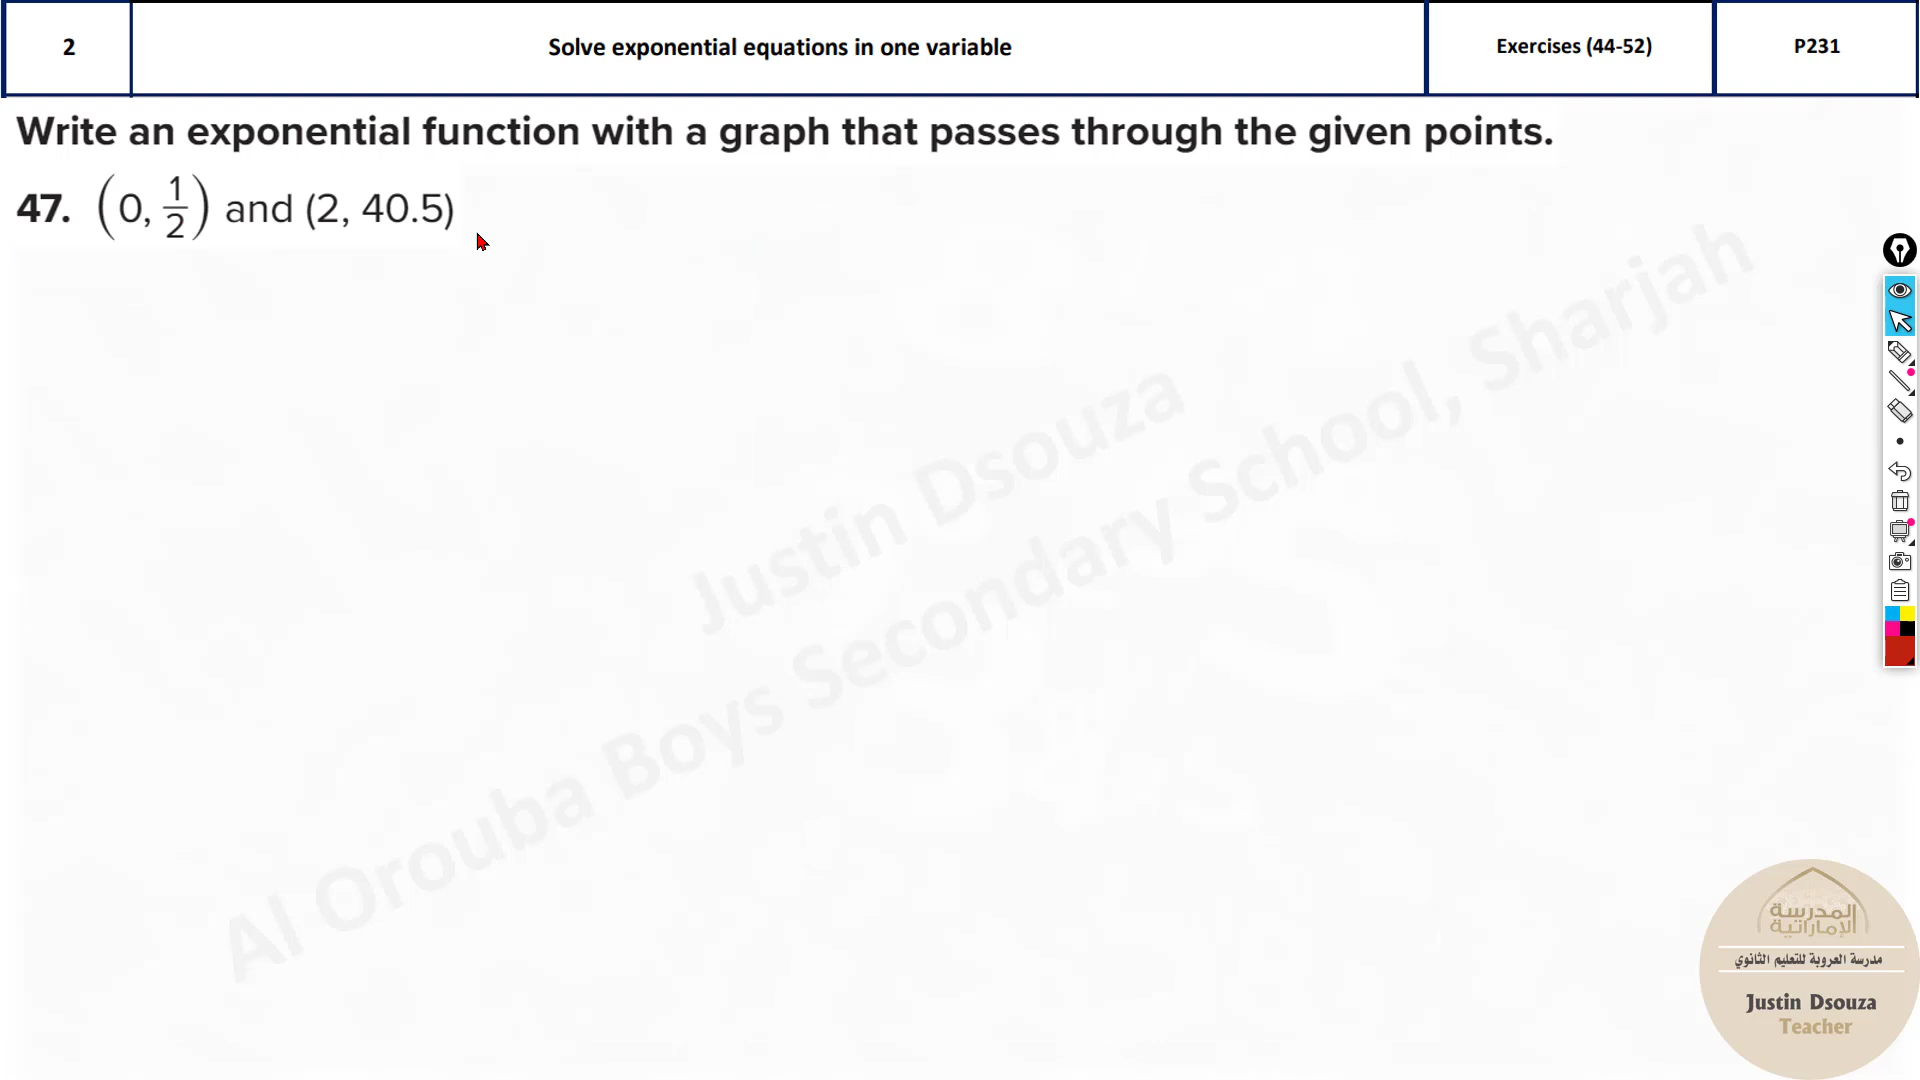 2 Solve exponential equations in one variable Exercises (44-52) P231
Write an exponential function with a graph that passes through the given points.
47. (0, 1/2) and (2, 40.5)
Justin Dsouza
Al Orouba Boys Secondary School, Sharjah
المدرسة
الإماراتية
مدرسة العروبة للتعليم الثانوي
Justin Dsouza
Teacher